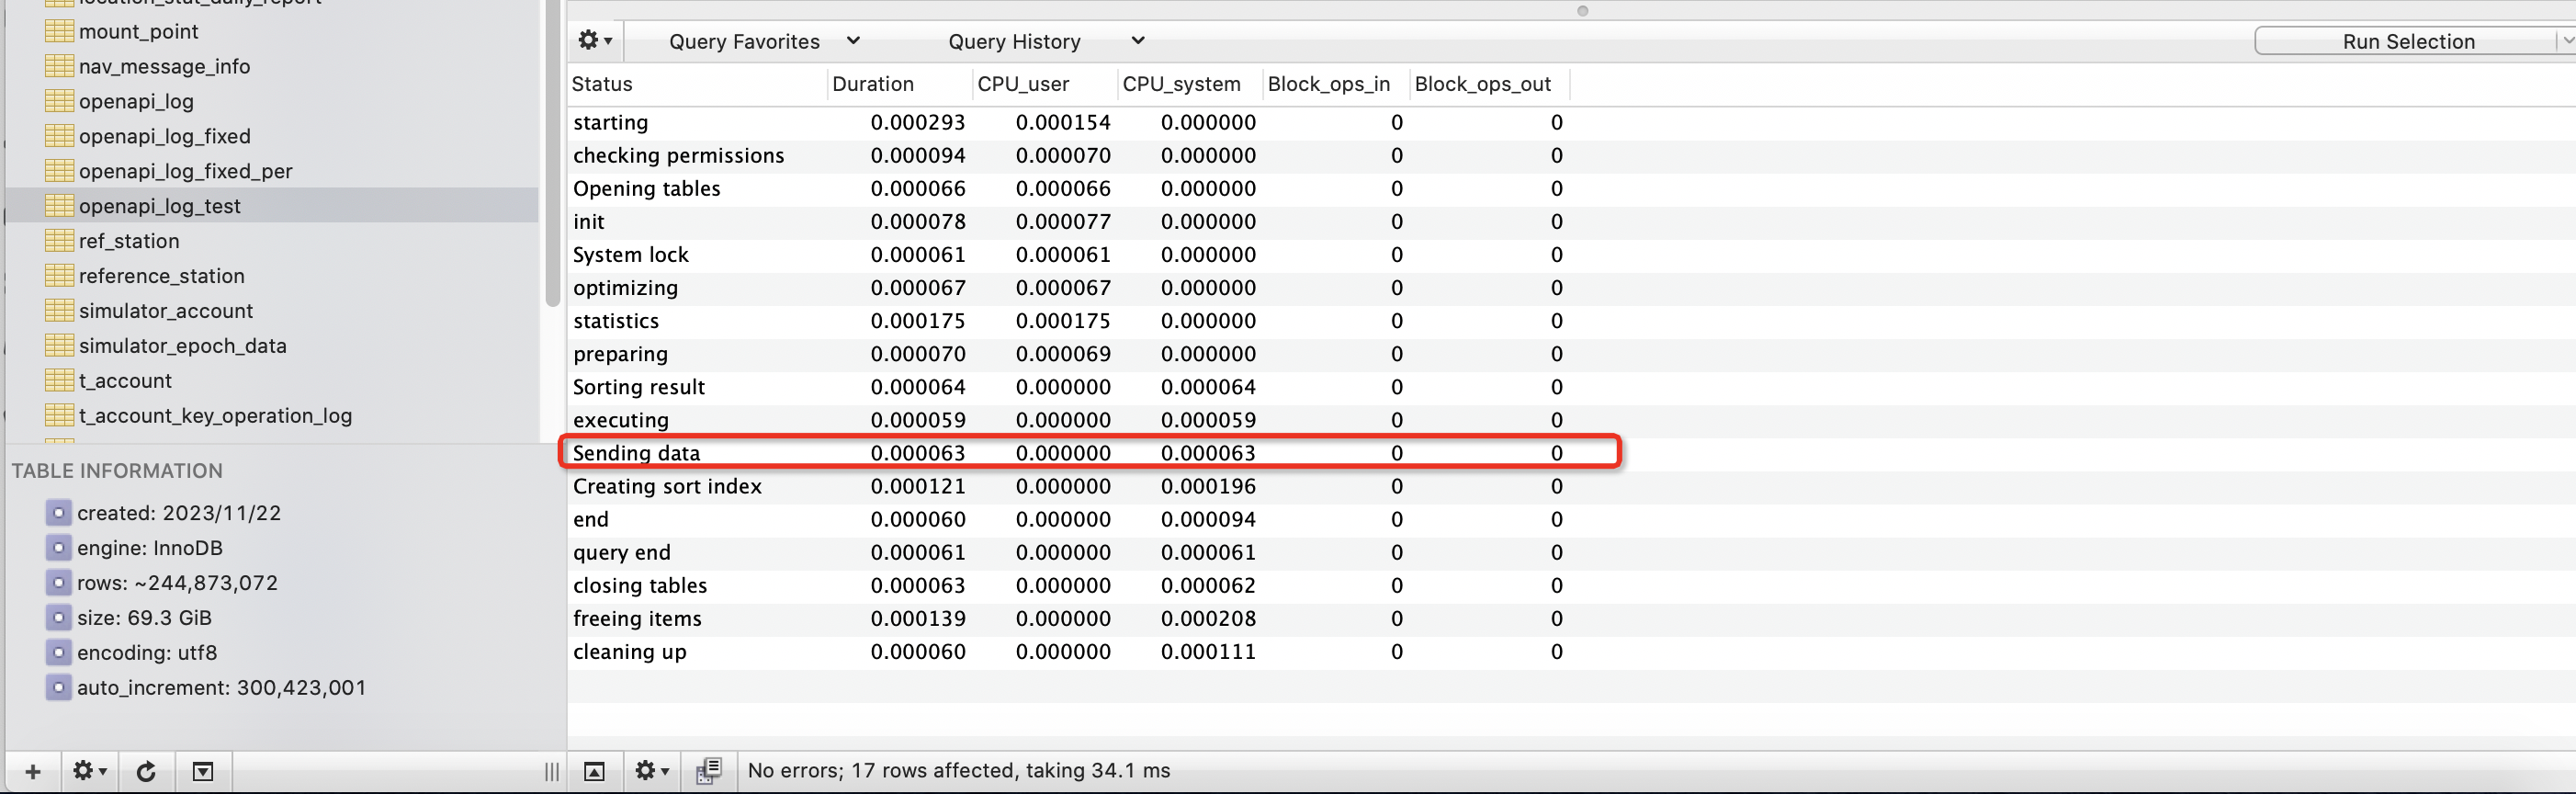 location_stat_daily_report
mount_point
nav_message_info
openapi_log
openapi_log_fixed
openapi_log_fixed_per
openapi_log_test
ref_station
reference_station
simulator_account
simulator_epoch_data
t_account
t_account_key_operation_log
TABLE INFORMATION
created: 2023/11/22
engine: InnoDB
rows: ~244,873,072
size: 69.3 GiB
encoding: utf8
auto_increment: 300,423,001
Query Favorites Query History Run Selection
Status Duration CPU_user CPU_system Block_ops_in Block_ops_out
starting 0.000293 0.000154 0.000000 0 0
checking permissions 0.000094 0.000070 0.000000 0 0
Opening tables 0.000066 0.000066 0.000000 0 0
init 0.000078 0.000077 0.000000 0 0
System lock 0.000061 0.000061 0.000000 0 0
optimizing 0.000067 0.000067 0.000000 0 0
statistics 0.000175 0.000175 0.000000 0 0
preparing 0.000070 0.000069 0.000000 0 0
Sorting result 0.000064 0.000000 0.000064 0 0
executing 0.000059 0.000000 0.000059 0 0
Sending data 0.000063 0.000000 0.000063 0 0
Creating sort index 0.000121 0.000000 0.000196 0 0
end 0.000060 0.000000 0.000094 0 0
query end 0.000061 0.000000 0.000061 0 0
closing tables 0.000063 0.000000 0.000062 0 0
freeing items 0.000139 0.000000 0.000208 0 0
cleaning up 0.000060 0.000000 0.000111 0 0
No errors; 17 rows affected, taking 34.1 ms